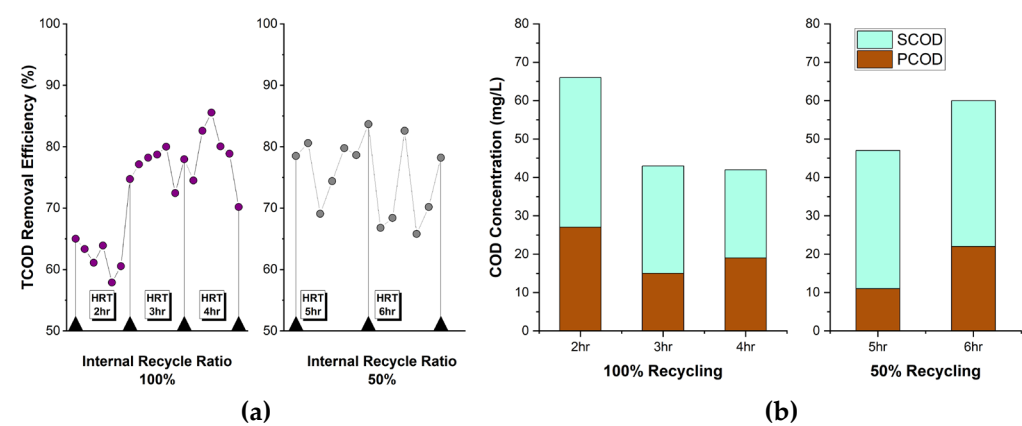 TCOD Removal Efficiency (%)
100
90
80
70
60
50
HRT
2hr
HRT
3hr
HRT
4hr
Internal Recycle Ratio
100%
100
90
80
70
60
50
HRT
5hr
HRT
6hr
Internal Recycle Ratio
50%
(a)
COD Concentration (mg/L)
80
70
60
50
40
30
20
10
0
2hr
3hr
4hr
100% Recycling
80
70
60
50
40
30
20
10
0
SCOD
PCOD
5hr
6hr
50% Recycling
(b)